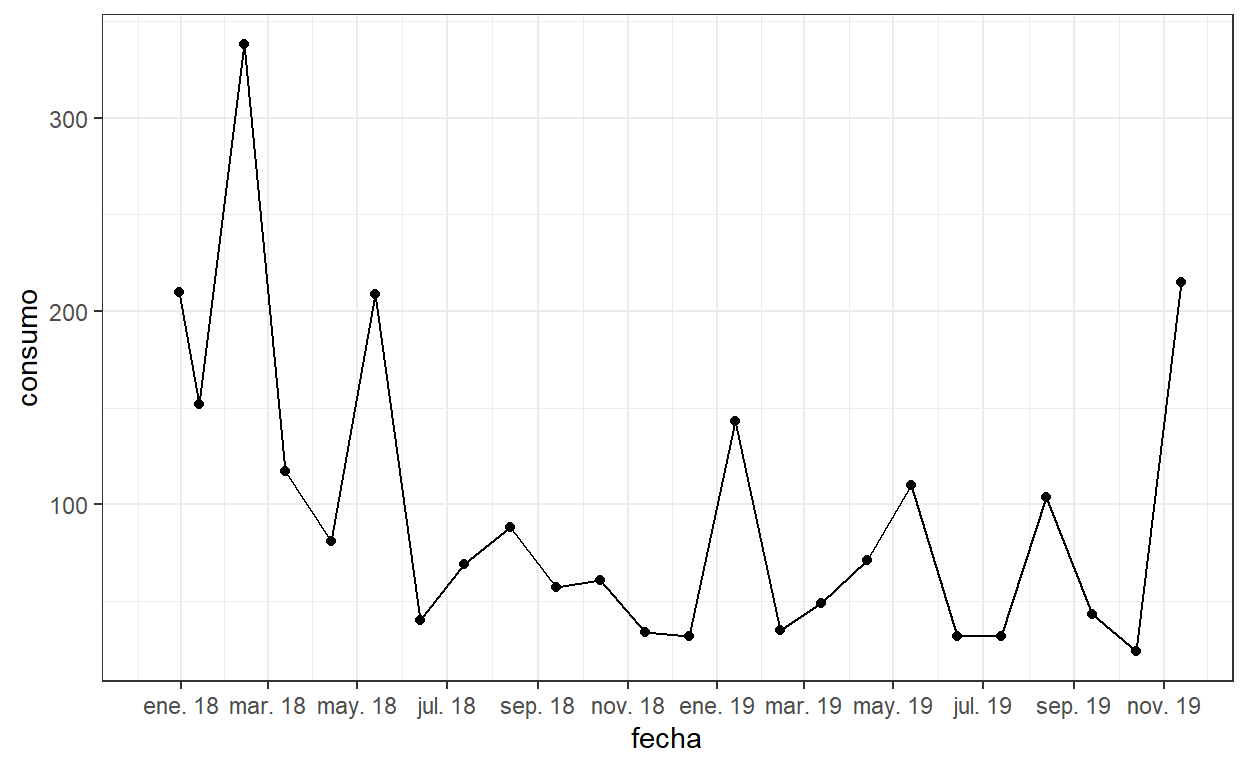 300
200
100
consumo
ene. 18 mar. 18 may. 18 jul. 18 sep. 18 nov. 18 ene. 19 mar. 19 may. 19 jul. 19 sep. 19 nov. 19
fecha